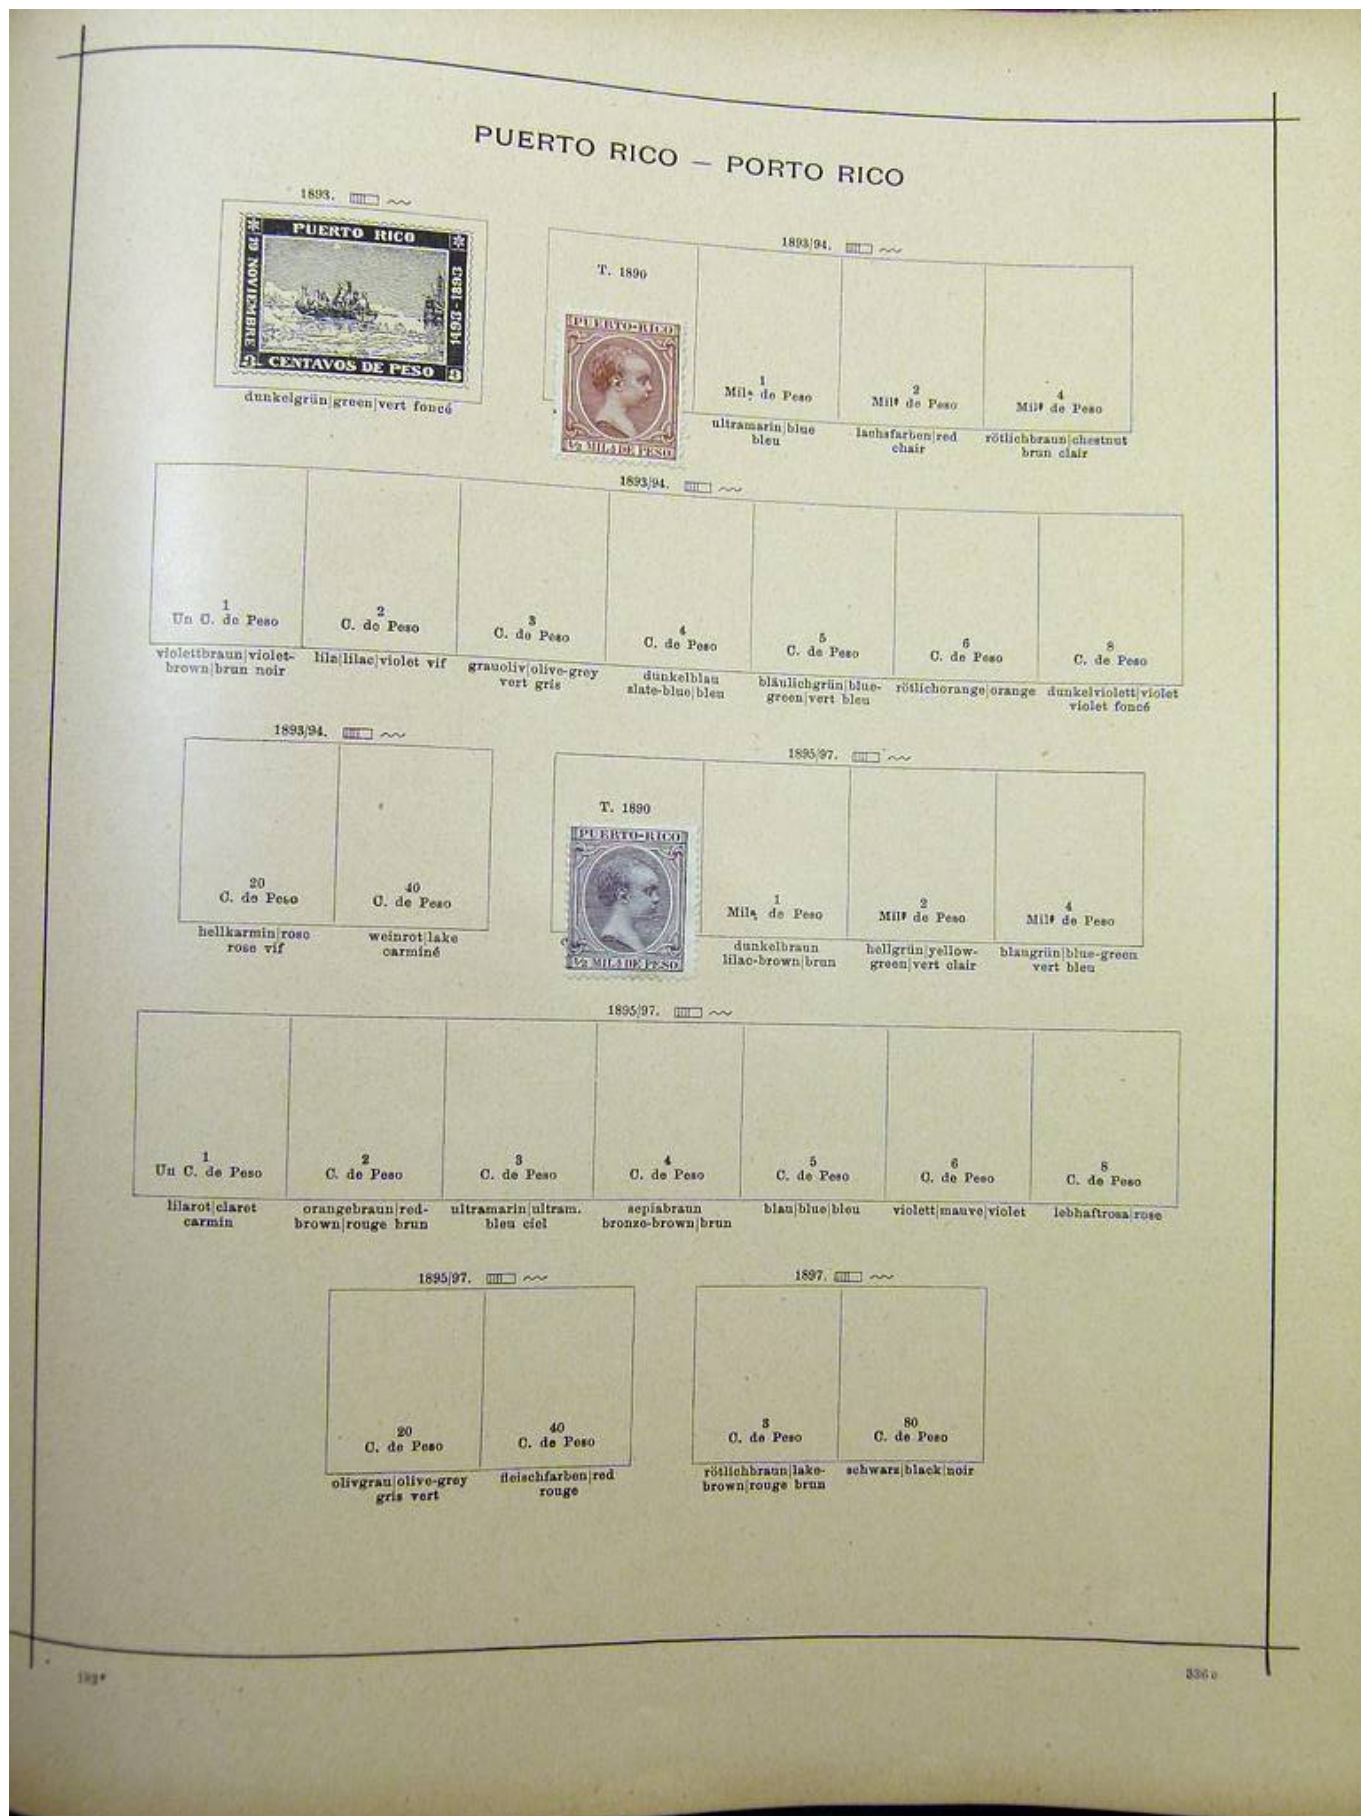 PUERTO RICO — PORTO RICO
1893.
PUERTO RICO
19 NOVIEMBRE
1493-1893
3 CENTAVOS DE PESO 3
dunkelgrün|green|vert foncé
1893/94.
T. 1890
PUERTO-RICO
1/2 MILA DE PESO
1
Mils de Peso
ultramarin|blue
bleu
2
Mils de Peso
lachsfarben|red
chair
4
Mils de Peso
rötlichbraun|chestnut
brun clair
1893/94.
1
Un C. de Peso
violettbraun|violet-
brown|brun noir
2
C. de Peso
lila|lilac|violet vif
3
C. de Peso
grauoliv|olive-grey
vert gris
4
C. de Peso
dunkelblau
slate-blue|bleu
5
C. de Peso
bläulichgrün|blue-
green|vert bleu
6
C. de Peso
rötlichorange|orange
8
C. de Peso
dunkelviolett|violet
violet foncé
1893/94.
20
C. de Peso
hellkarmin|rose
rose vif
40
C. de Peso
weinrot|lake
carminé
1895/97.
T. 1890
PUERTO-RICO
1/2 MILA DE PESO
1
Mils de Peso
dunkelbraun
lilac-brown|brun
2
Mils de Peso
hellgrün|yellow-
green|vert clair
4
Mils de Peso
blaugrün|blue-green
vert bleu
1895/97.
1
Un C. de Peso
lilarot|claret
carmin
2
C. de Peso
orangebraun|red-
brown|rouge brun
3
C. de Peso
ultramarin|ultram.
bleu ciel
4
C. de Peso
sepiabraun
bronze-brown|brun
5
C. de Peso
blau|blue|bleu
6
C. de Peso
violett|mauve|violet
8
C. de Peso
lebhaftrosa|rose
1895/97.
20
C. de Peso
olivgrau|olive-grey
gris vert
40
C. de Peso
fleischfarben|red
rouge
1897.
3
C. de Peso
rötlichbraun|lake-
brown|rouge brun
80
C. de Peso
schwarz|black|noir